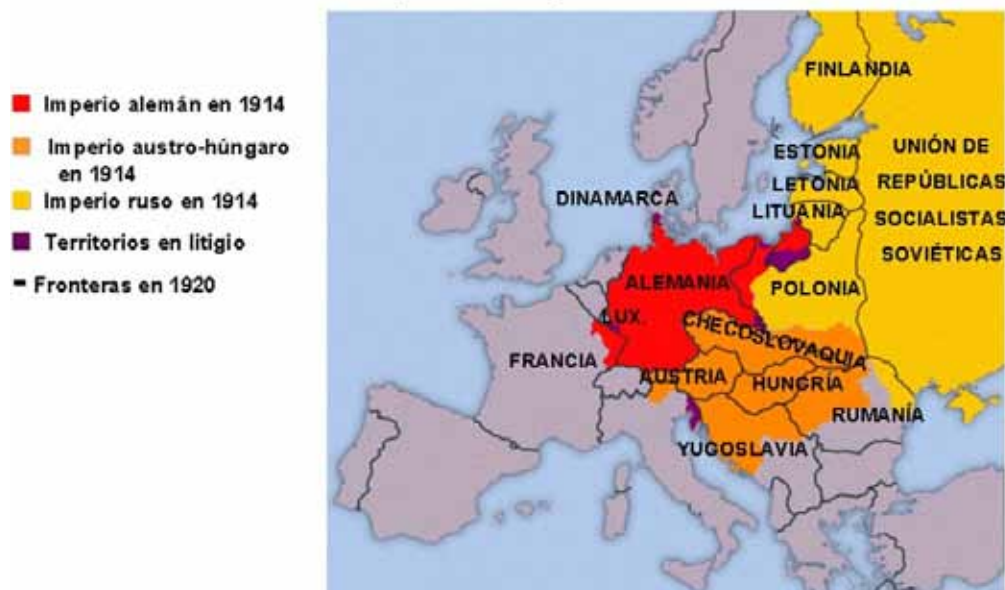 Imperio alemán en 1914
Imperio austro-húngaro
en 1914
Imperio ruso en 1914
Territorios en litigio
Fronteras en 1920
FINLANDIA
ESTONIA
UNIÓN DE
LETONIA
REPÚBLICAS
DINAMARCA
LITUANIA
SOCIALISTAS
SOVIÉTICAS
ALEMANIA
POLONIA
LUX.
CHECOSLOVAQUIA
FRANCIA
AUSTRIA
HUNGRÍA
RUMANÍA
YUGOSLAVIA